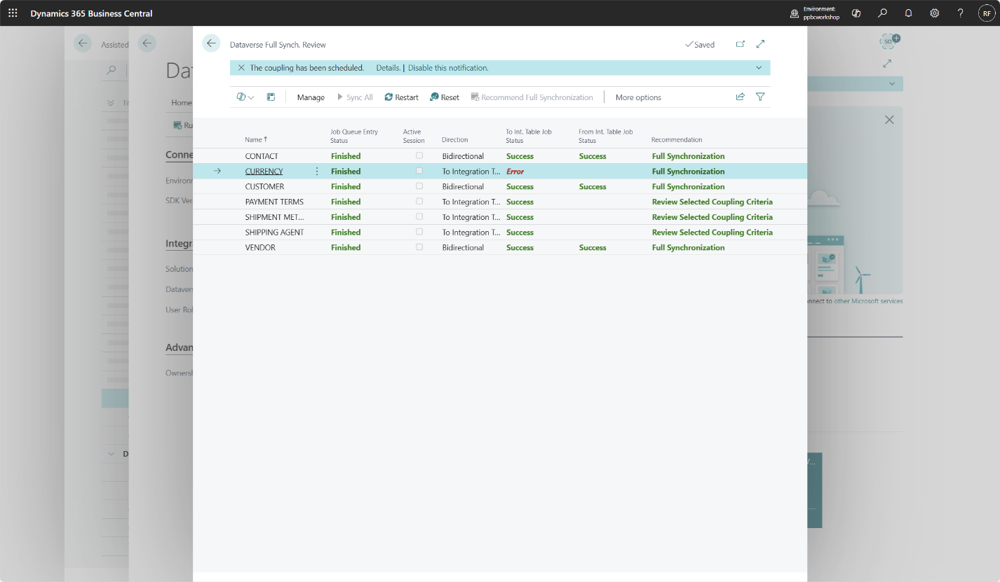 Dynamics 365 Business Central
Environment:
ppbcworkshop
RF
Assisted
Dataverse Full Synch. Review
Saved
SO
The coupling has been scheduled. Details. | Disable this notification.
Manage Sync All Restart Reset Recommend Full Synchronization More options
Home
Ru
Conne
Environ
SDK Ver
Integra
Solution
Datavers
User Rol
Advan
Ownersh
Name ↑ Job Queue Entry Status Active Session Direction To Int. Table Job Status From Int. Table Job Status Recommendation
CONTACT Finished Bidirectional Success Success Full Synchronization
CURRENCY Finished To Integration T... Error Full Synchronization
CUSTOMER Finished Bidirectional Success Success Full Synchronization
PAYMENT TERMS Finished To Integration T... Success Review Selected Coupling Criteria
SHIPMENT MET... Finished To Integration T... Success Review Selected Coupling Criteria
SHIPPING AGENT Finished To Integration T... Success Review Selected Coupling Criteria
VENDOR Finished Bidirectional Success Success Full Synchronization
onnect to other Microsoft services